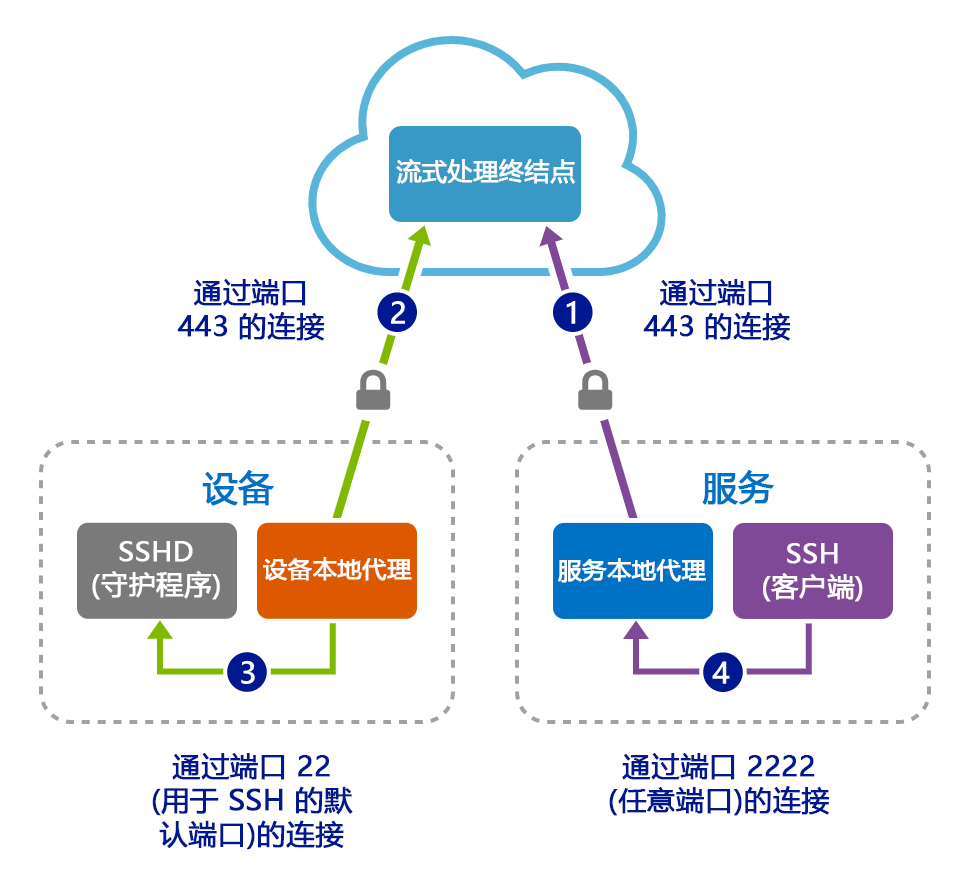 流式处理终结点
通过端口
443 的连接
2
1
通过端口
443 的连接
设备
SSHD
(守护程序)
设备本地代理
3
服务
服务本地代理
SSH
(客户端)
4
通过端口 22
(用于 SSH 的默
认端口)的连接
通过端口 2222
(任意端口)的连接